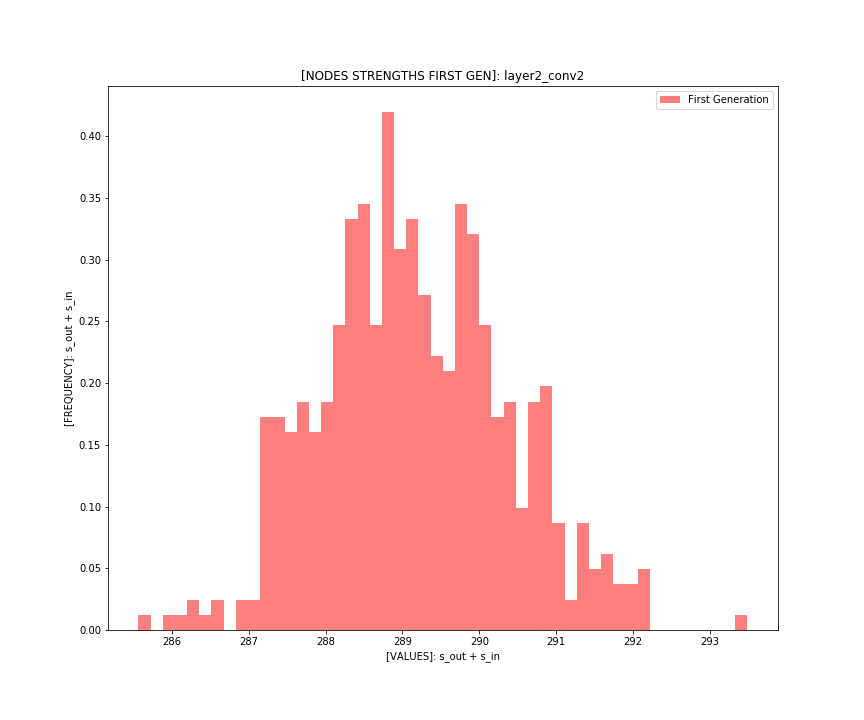 [NODES STRENGTHS FIRST GEN]: layer2_conv2
First Generation
0.40
0.35
0.30
0.25
0.20
0.15
0.10
0.05
0.00
[FREQUENCY]: s_out + s_in
286 287 288 289 290 291 292 293
[VALUES]: s_out + s_in